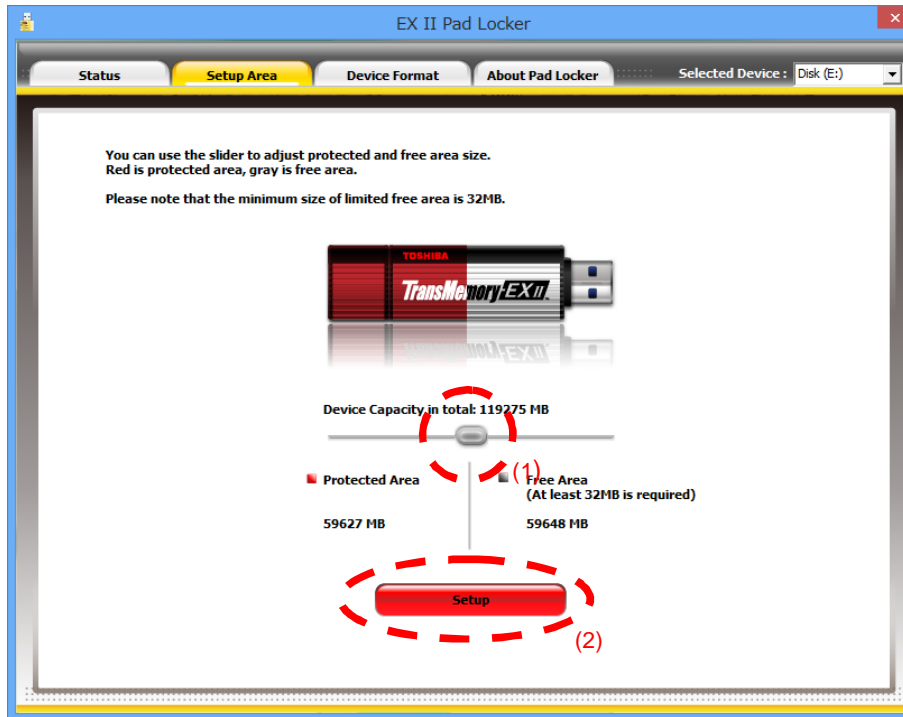 EX II Pad Locker
Status Setup Area Device Format About Pad Locker Selected Device : Disk (E:)
You can use the slider to adjust protected and free area size.
Red is protected area, gray is free area.
Please note that the minimum size of limited free area is 32MB.
TOSHIBA
TransMemory-EX II
Device Capacity in total: 119275 MB
(1)
Protected Area Free Area
(At least 32MB is required)
59627 MB 59648 MB
Setup
(2)